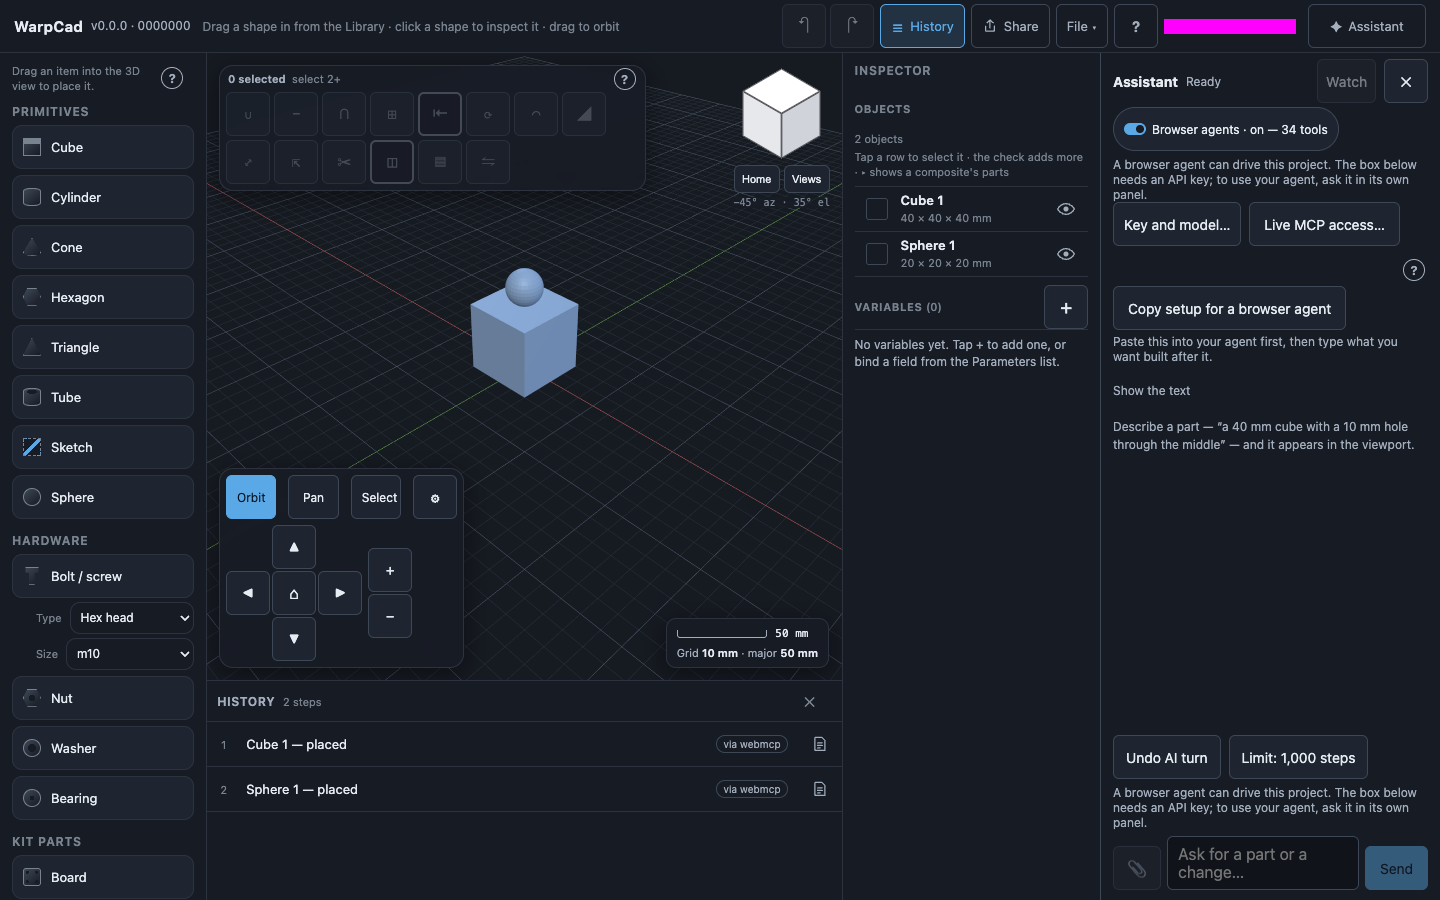 WarpCad v0.0.0 · 0000000 Drag a shape in from the Library · click a shape to inspect it · drag to orbit
History
Share
File ▾
?
Assistant
Drag an item into the 3D
view to place it.
?
PRIMITIVES
Cube
Cylinder
Cone
Hexagon
Triangle
Tube
Sketch
Sphere
HARDWARE
Bolt / screw
Type Hex head
Size m10
Nut
Washer
Bearing
KIT PARTS
Board
0 selected select 2+
?
Home
Views
−45° az · 35° el
Orbit
Pan
Select
+
−
50 mm
Grid 10 mm · major 50 mm
HISTORY 2 steps
1 Cube 1 — placed via webmcp
2 Sphere 1 — placed via webmcp
INSPECTOR
OBJECTS
2 objects
Tap a row to select it · the check adds more
· ▸ shows a composite's parts
Cube 1
40 × 40 × 40 mm
Sphere 1
20 × 20 × 20 mm
VARIABLES (0)
+
No variables yet. Tap + to add one, or
bind a field from the Parameters list.
Assistant Ready
Watch
Browser agents · on — 34 tools
A browser agent can drive this project. The box below
needs an API key; to use your agent, ask it in its own
panel.
Key and model...
Live MCP access...
?
Copy setup for a browser agent
Paste this into your agent first, then type what you
want built after it.
Show the text
Describe a part — "a 40 mm cube with a 10 mm hole
through the middle" — and it appears in the viewport.
Undo AI turn
Limit: 1,000 steps
A browser agent can drive this project. The box below
needs an API key; to use your agent, ask it in its own
panel.
Ask for a part or a
change...
Send